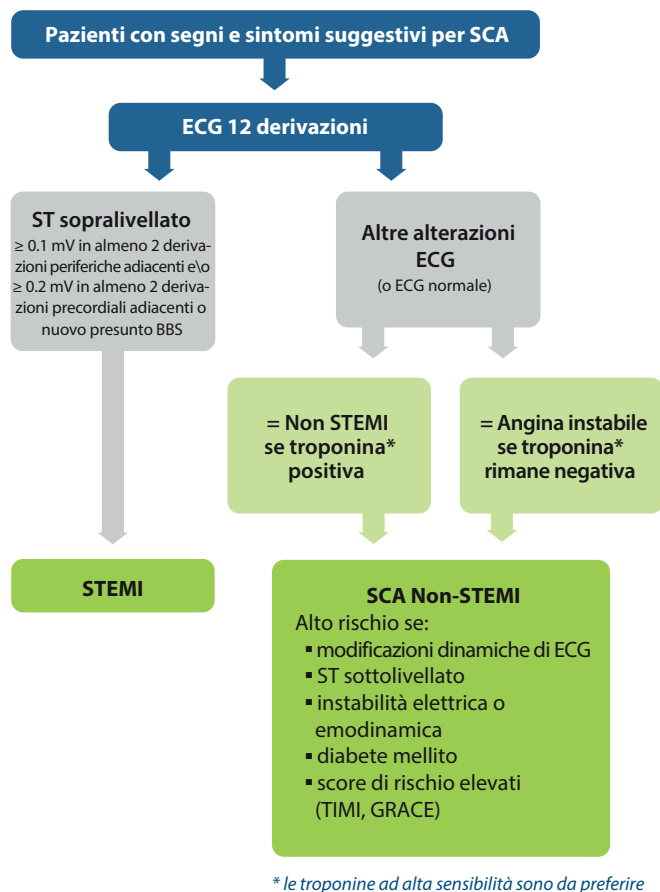 Pazienti con segni e sintomi suggestivi per SCA
ECG 12 derivazioni
ST sopralivellato
≥ 0.1 mV in almeno 2 deriva-
zioni periferiche adiacenti e\o
≥ 0.2 mV in almeno 2 deriva-
zioni precordiali adiacenti o
nuovo presunto BBS
Altre alterazioni
ECG
(o ECG normale)
= Non STEMI
se troponina*
positiva
= Angina instabile
se troponina*
rimane negativa
STEMI
SCA Non-STEMI
Alto rischio se:
▪ modificazioni dinamiche di ECG
▪ ST sottolivellato
▪ instabilità elettrica o
emodinamica
▪ diabete mellito
▪ score di rischio elevati
(TIMI, GRACE)
* le troponine ad alta sensibilità sono da preferire